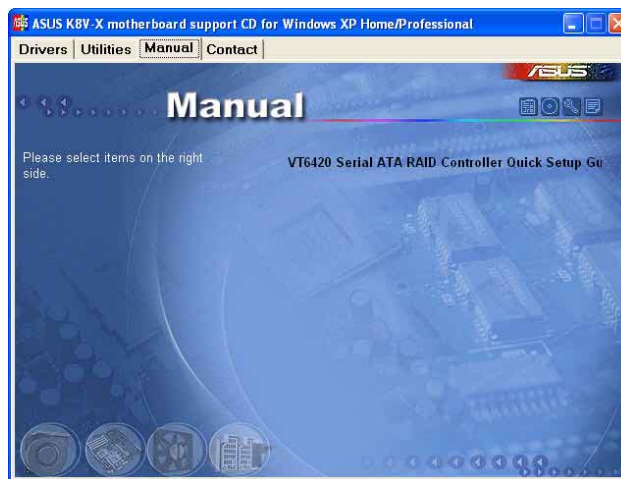 ASUS K8V-X motherboard support CD for Windows XP Home/Professional
Drivers Utilities Manual Contact
ASUS
Manual
Please select items on the right
side.
VT6420 Serial ATA RAID Controller Quick Setup Gu